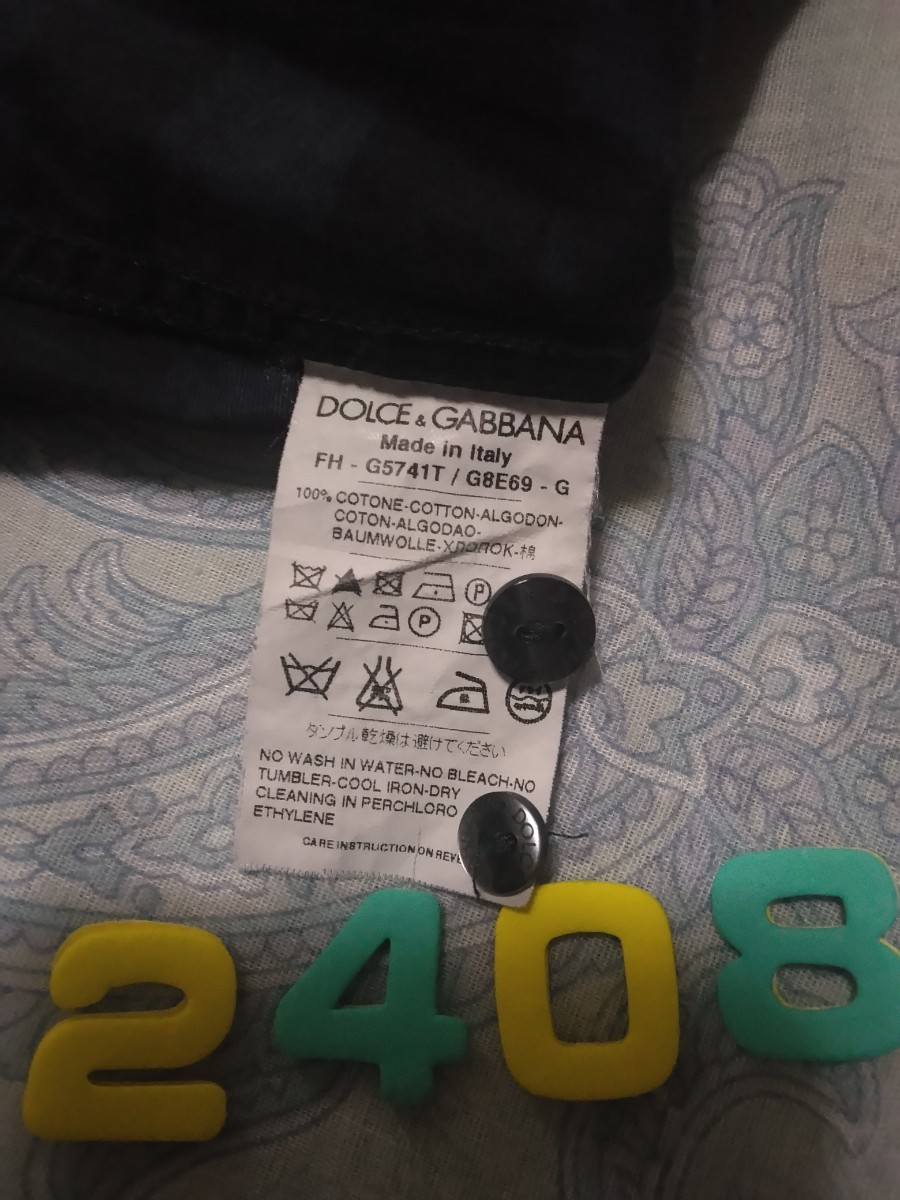 DOLCE & GABBANA
Made in Italy
FH - G5741T / G8E69 - G
100% COTONE-COTTON-ALGODON-
COTON-ALGODAO-
BAUMWOLLE-ХЛОПОК-棉
P
P
タンブル乾燥は避けてください
NO WASH IN WATER-NO BLEACH-NO
TUMBLER-COOL IRON-DRY
CLEANING IN PERCHLORO
ETHYLENE
CARE INSTRUCTION ON REVE
DOLC
2408